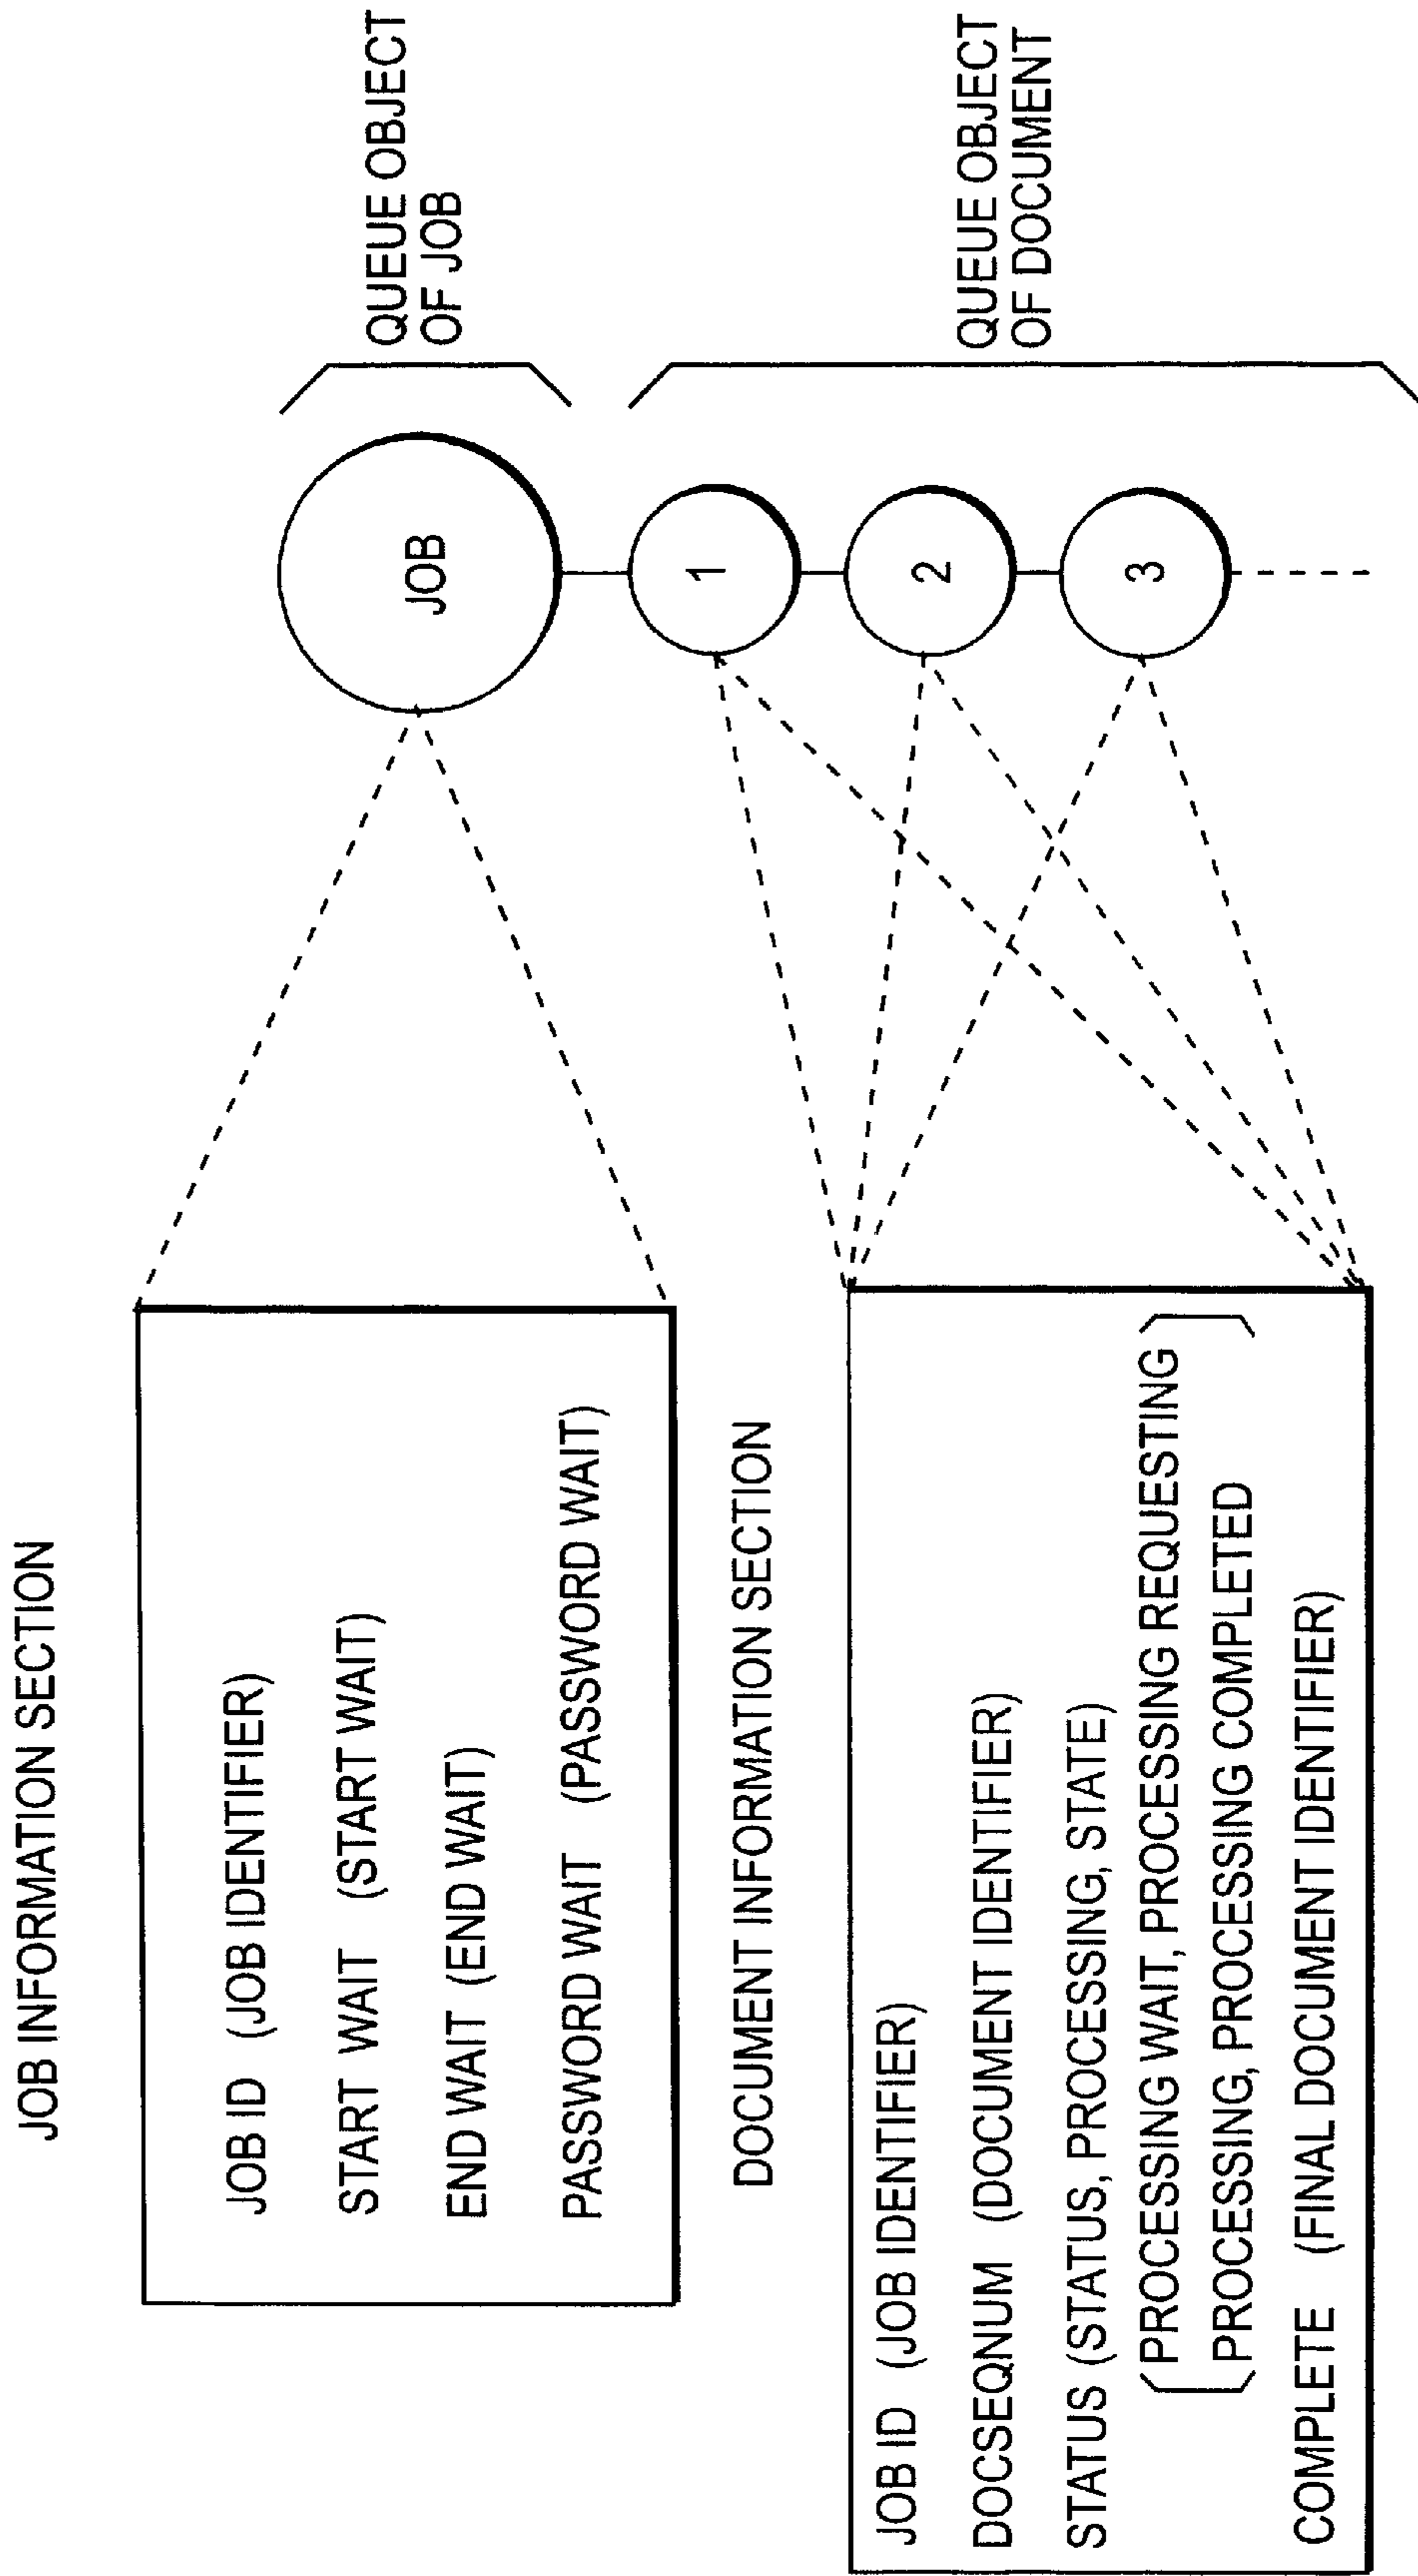 JOB INFORMATION SECTION
JOB ID (JOB IDENTIFIER)
START WAIT (START WAIT)
END WAIT (END WAIT)
PASSWORD WAIT (PASSWORD WAIT)
JOB
QUEUE OBJECT
OF JOB
DOCUMENT INFORMATION SECTION
JOB ID (JOB IDENTIFIER)
DOCSEQNUM (DOCUMENT IDENTIFIER)
STATUS (STATUS, PROCESSING, STATE)
PROCESSING WAIT, PROCESSING REQUESTING
PROCESSING, PROCESSING COMPLETED
COMPLETE (FINAL DOCUMENT IDENTIFIER)
1
2
3
QUEUE OBJECT
OF DOCUMENT